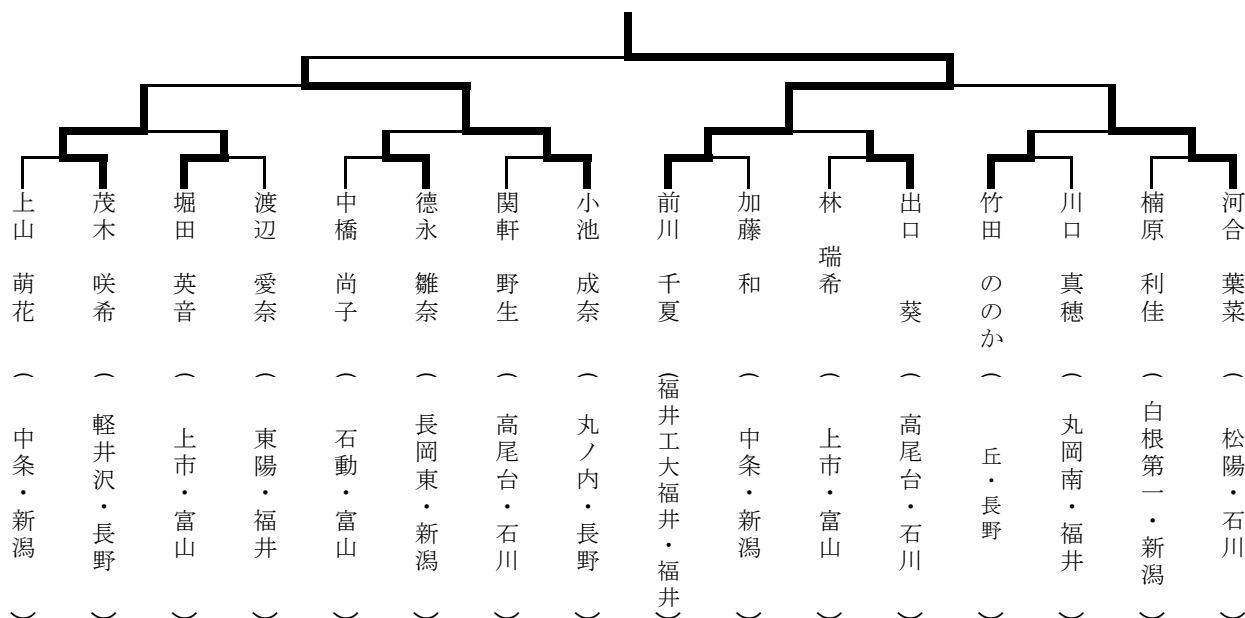 上山 萌花 （ 中条・新潟 ）
茂木 咲希 （ 軽井沢・長野 ）
堀田 英音 （ 上市・富山 ）
渡辺 愛奈 （ 東陽・福井 ）
中橋 尚子 （ 石動・富山 ）
德永 雛奈 （ 長岡東・新潟 ）
関軒 野生 （ 高尾台・石川 ）
小池 成奈 （ 丸ノ内・長野 ）
前川 千夏 （福井工大福井・福井）
加藤 和 （ 中条・新潟 ）
林 瑞希 （ 上市・富山 ）
出口 葵 （ 高尾台・石川 ）
竹田 ののか （ 丘・長野 ）
川口 真穂 （ 丸岡南・福井 ）
楠原 利佳 （ 白根第一・新潟 ）
河合 葉菜 （ 松陽・石川 ）